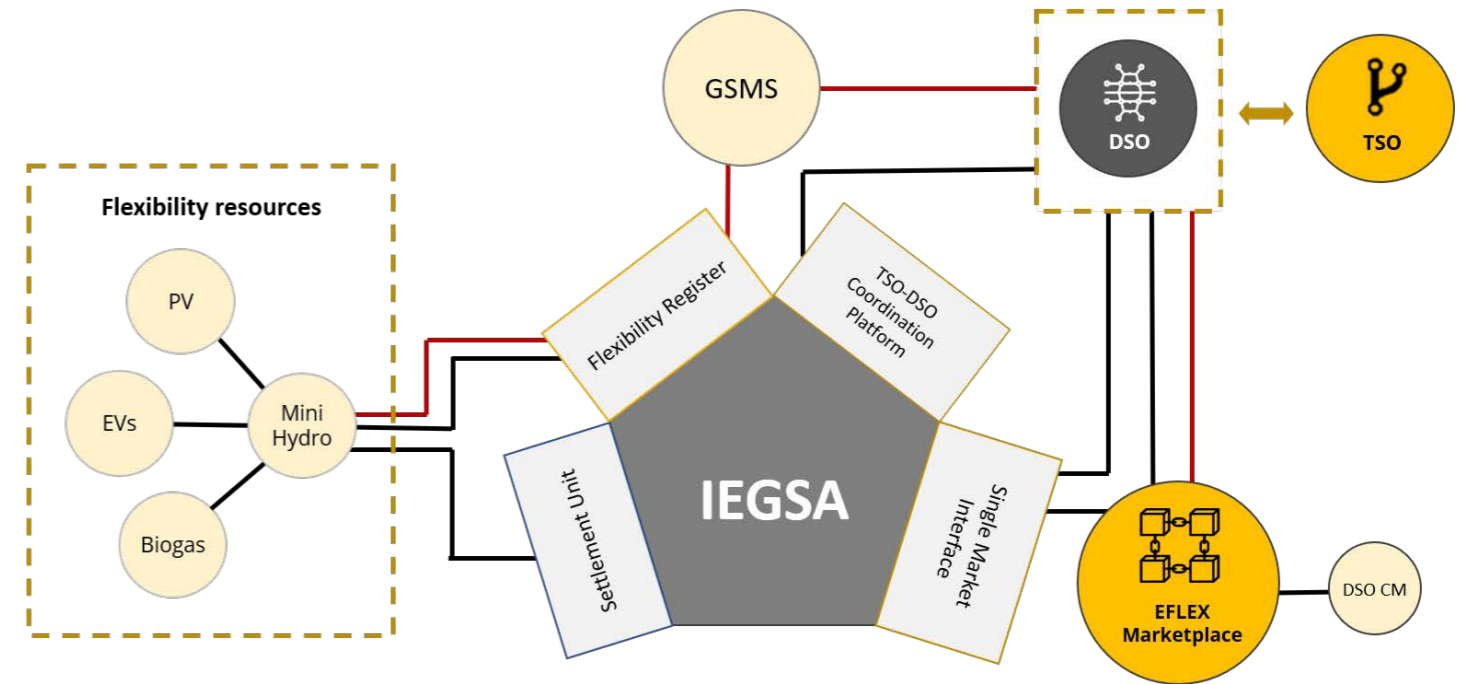 GSMS
DSO
TSO
Flexibility resources
PV
EVs
Mini
Hydro
Biogas
Flexibility Register
TSO-DSO
Coordination
Platform
Settlement Unit
IEGSA
Single Market
Interface
EFLEX
Marketplace
DSO CM